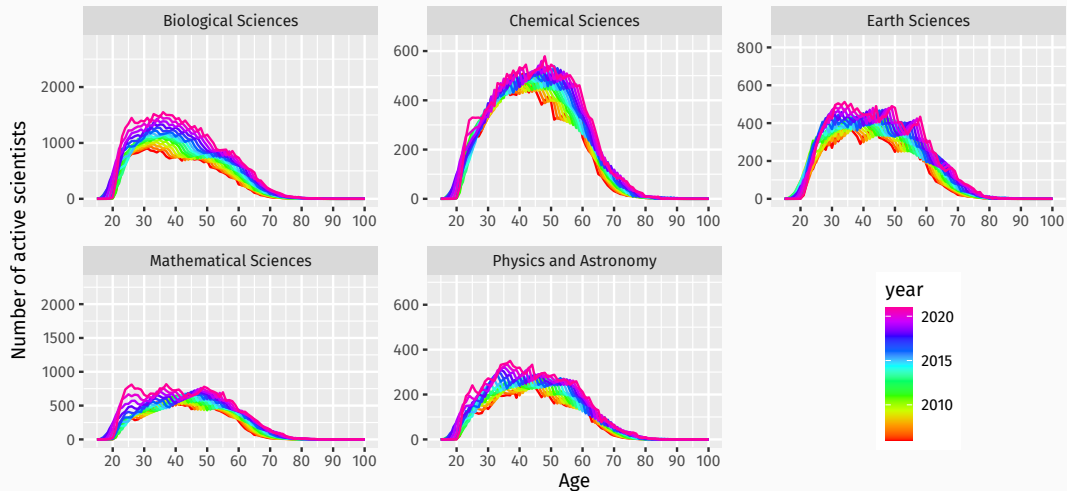 Biological Sciences
Chemical Sciences
Earth Sciences
Number of active scientists
2000
1000
0
20 30 40 50 60 70 80 90 100
600
400
200
0
20 30 40 50 60 70 80 90 100
800
600
400
200
0
20 30 40 50 60 70 80 90 100
Mathematical Sciences
Physics and Astronomy
2000
1500
1000
500
0
20 30 40 50 60 70 80 90 100
600
400
200
0
20 30 40 50 60 70 80 90 100
Age
year
2020
2015
2010